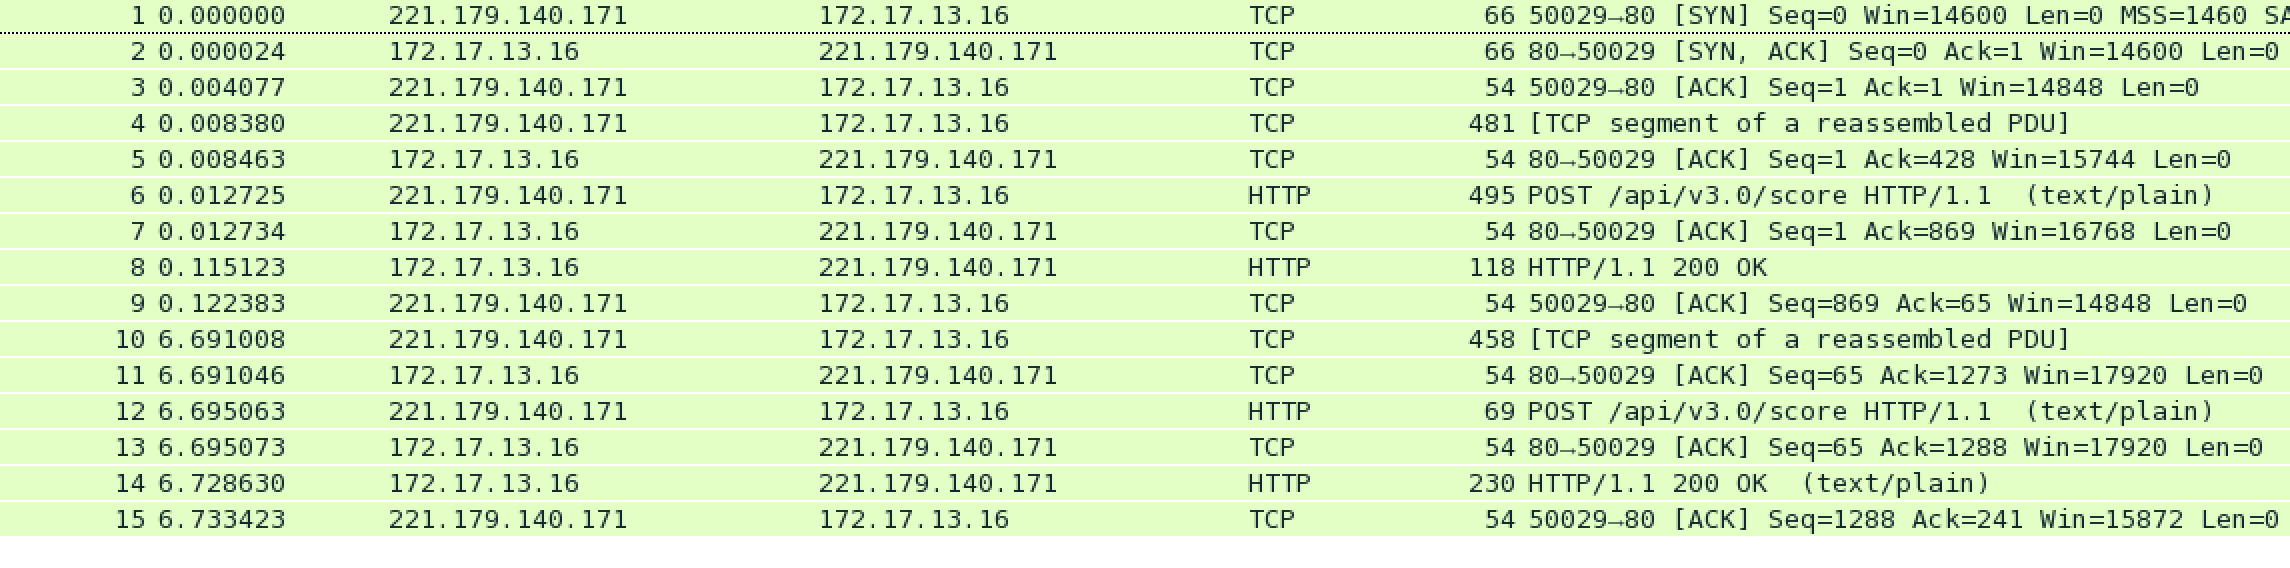 1 0.000000 221.179.140.171 172.17.13.16 TCP 66 50029→80 [SYN] Seq=0 Win=14600 Len=0 MSS=1460 SA
2 0.000024 172.17.13.16 221.179.140.171 TCP 66 80→50029 [SYN, ACK] Seq=0 Ack=1 Win=14600 Len=0
3 0.004077 221.179.140.171 172.17.13.16 TCP 54 50029→80 [ACK] Seq=1 Ack=1 Win=14848 Len=0
4 0.008380 221.179.140.171 172.17.13.16 TCP 481 [TCP segment of a reassembled PDU]
5 0.008463 172.17.13.16 221.179.140.171 TCP 54 80→50029 [ACK] Seq=1 Ack=428 Win=15744 Len=0
6 0.012725 221.179.140.171 172.17.13.16 HTTP 495 POST /api/v3.0/score HTTP/1.1 (text/plain)
7 0.012734 172.17.13.16 221.179.140.171 TCP 54 80→50029 [ACK] Seq=1 Ack=869 Win=16768 Len=0
8 0.115123 172.17.13.16 221.179.140.171 HTTP 118 HTTP/1.1 200 OK
9 0.122383 221.179.140.171 172.17.13.16 TCP 54 50029→80 [ACK] Seq=869 Ack=65 Win=14848 Len=0
10 6.691008 221.179.140.171 172.17.13.16 TCP 458 [TCP segment of a reassembled PDU]
11 6.691046 172.17.13.16 221.179.140.171 TCP 54 80→50029 [ACK] Seq=65 Ack=1273 Win=17920 Len=0
12 6.695063 221.179.140.171 172.17.13.16 HTTP 69 POST /api/v3.0/score HTTP/1.1 (text/plain)
13 6.695073 172.17.13.16 221.179.140.171 TCP 54 80→50029 [ACK] Seq=65 Ack=1288 Win=17920 Len=0
14 6.728630 172.17.13.16 221.179.140.171 HTTP 230 HTTP/1.1 200 OK (text/plain)
15 6.733423 221.179.140.171 172.17.13.16 TCP 54 50029→80 [ACK] Seq=1288 Ack=241 Win=15872 Len=0